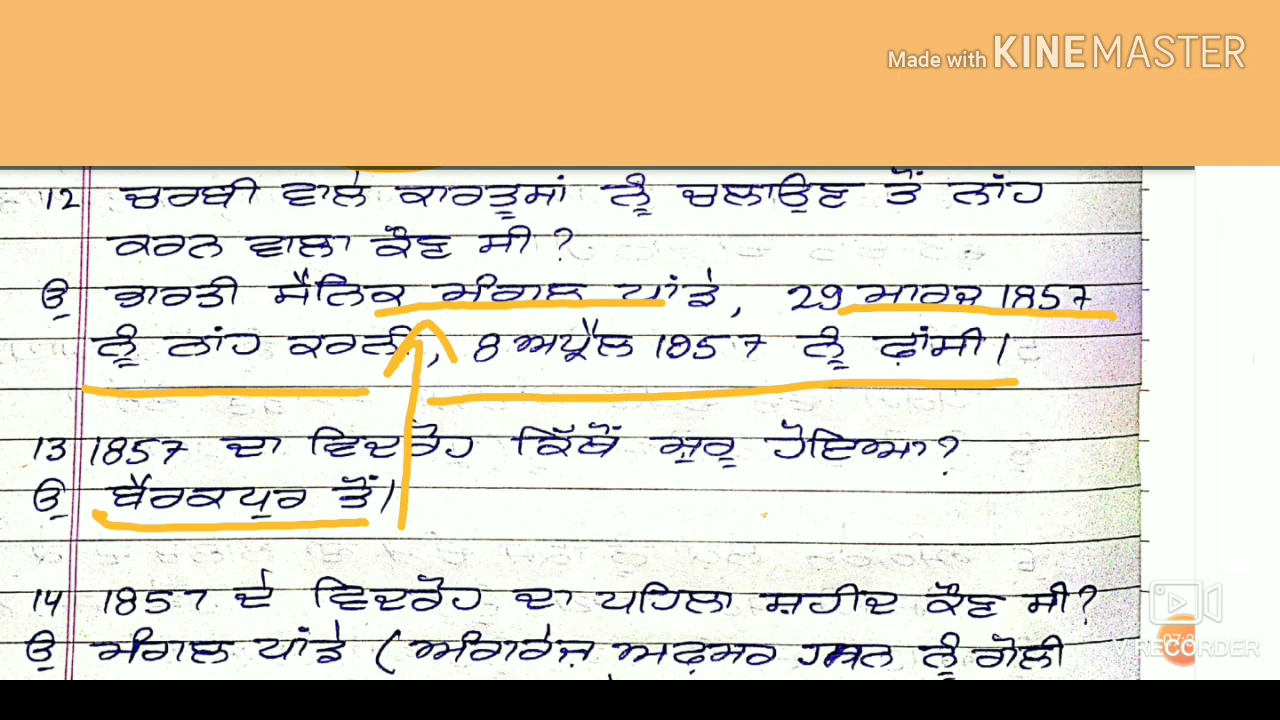 Made with KINEMASTER
12 ਚਰਬੀ ਵਾਲੇ ਕਾਰਤੂਸਾਂ ਨੂੰ ਚਲਾਉਣ ਤੋਂ ਨਾਂਹ
ਕਰਨ ਵਾਲਾ ਕੌਣ ਸੀ ?
ਉ ਭਾਰਤੀ ਸੈਨਿਕ ਮੰਗਲ ਪਾਂਡੇ, 29 ਮਾਰਚ 1857
ਨੂੰ ਨਾਂਹ ਕਰਨੀ, 8 ਅਪ੍ਰੈਲ 1857 ਨੂੰ ਫ਼ਾਂਸੀ।
13 1857 ਦਾ ਵਿਦਰੋਹ ਕਿੱਥੋਂ ਸ਼ੁਰੂ ਹੋਇਆ?
ਉ ਬੈਰਕਪੁਰ ਤੋਂ।
14 1857 ਦੇ ਵਿਦਰੋਹ ਦਾ ਪਹਿਲਾ ਸ਼ਹੀਦ ਕੌਣ ਸੀ?
ਉ ਮੰਗਲ ਪਾਂਡੇ (ਅੰਗਰੇਜ਼ ਅਫ਼ਸਰ ਨੂੰ ਗੋਲੀ
V RECORDER